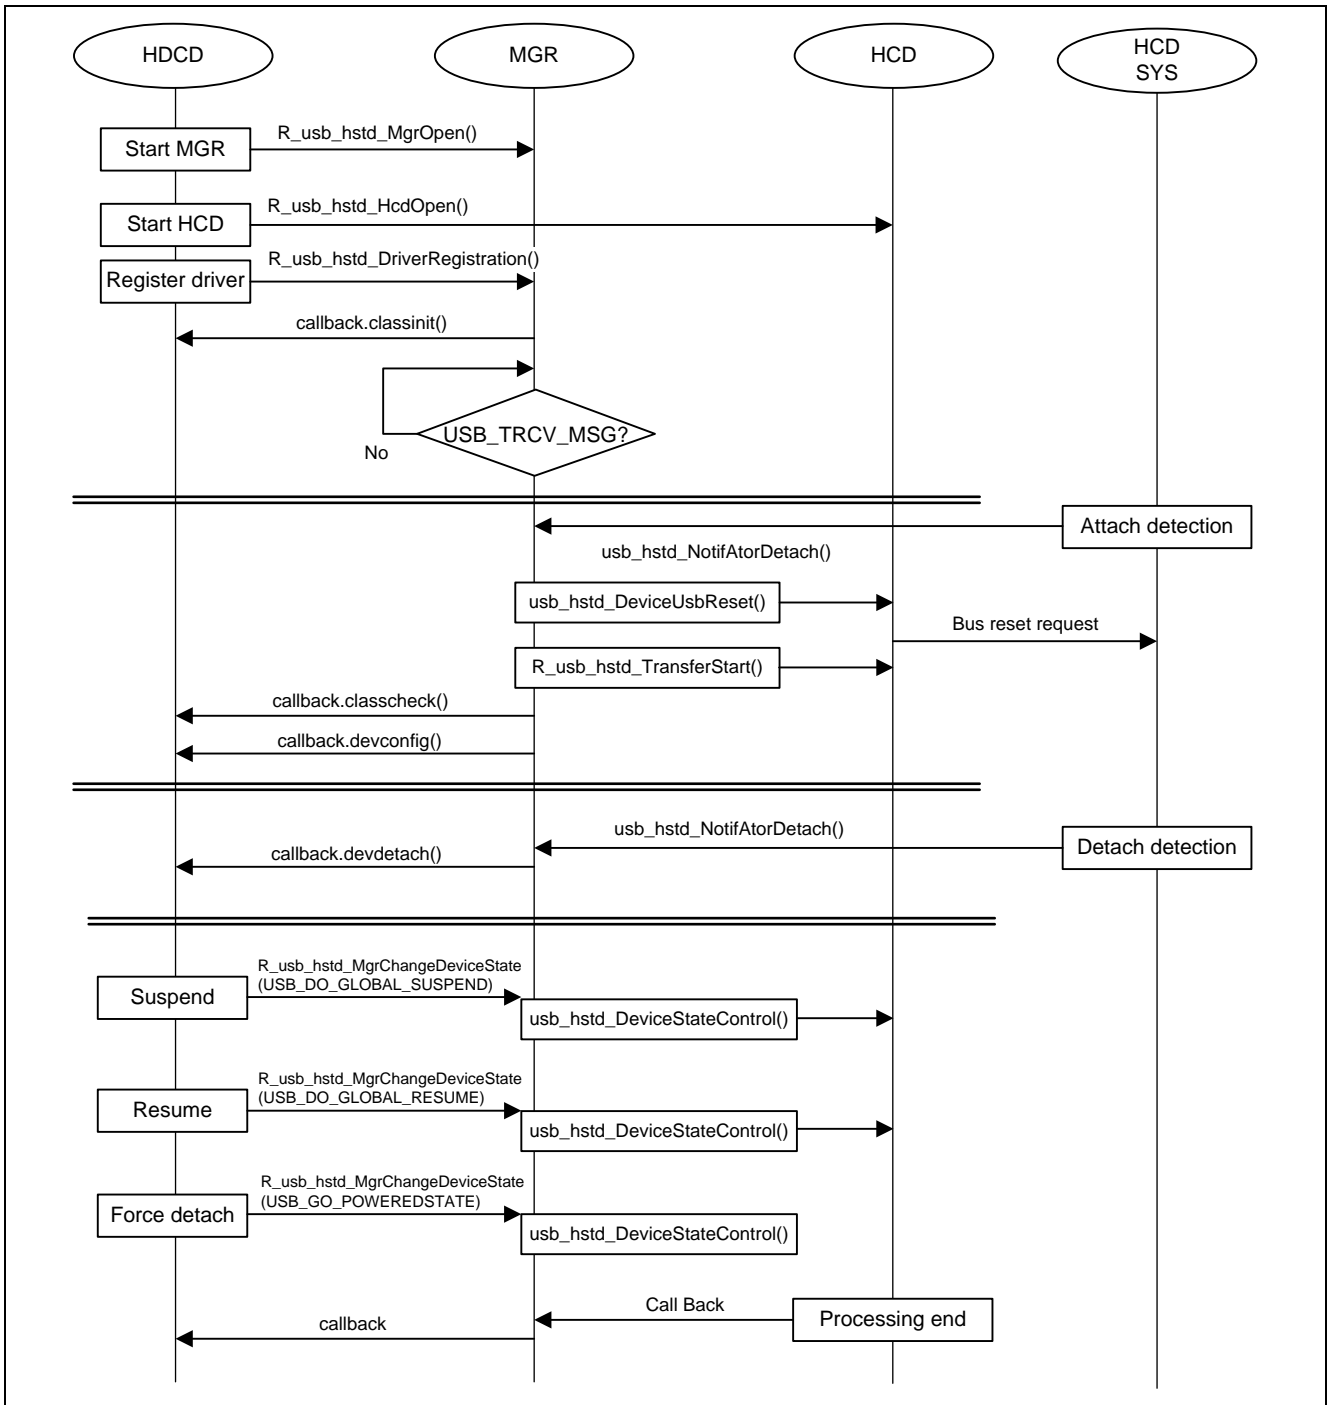 HDCD
MGR
HCD
HCD
SYS
Start MGR
R_usb_hstd_MgrOpen()
Start HCD
R_usb_hstd_HcdOpen()
Register driver
R_usb_hstd_DriverRegistration()
callback.classinit()
USB_TRCV_MSG?
No
Attach detection
usb_hstd_NotifAtorDetach()
usb_hstd_DeviceUsbReset()
Bus reset request
R_usb_hstd_TransferStart()
callback.classcheck()
callback.devconfig()
usb_hstd_NotifAtorDetach()
Detach detection
callback.devdetach()
R_usb_hstd_MgrChangeDeviceState
(USB_DO_GLOBAL_SUSPEND)
Suspend
usb_hstd_DeviceStateControl()
R_usb_hstd_MgrChangeDeviceState
(USB_DO_GLOBAL_RESUME)
Resume
usb_hstd_DeviceStateControl()
R_usb_hstd_MgrChangeDeviceState
(USB_GO_POWEREDSTATE)
Force detach
usb_hstd_DeviceStateControl()
Call Back
Processing end
callback